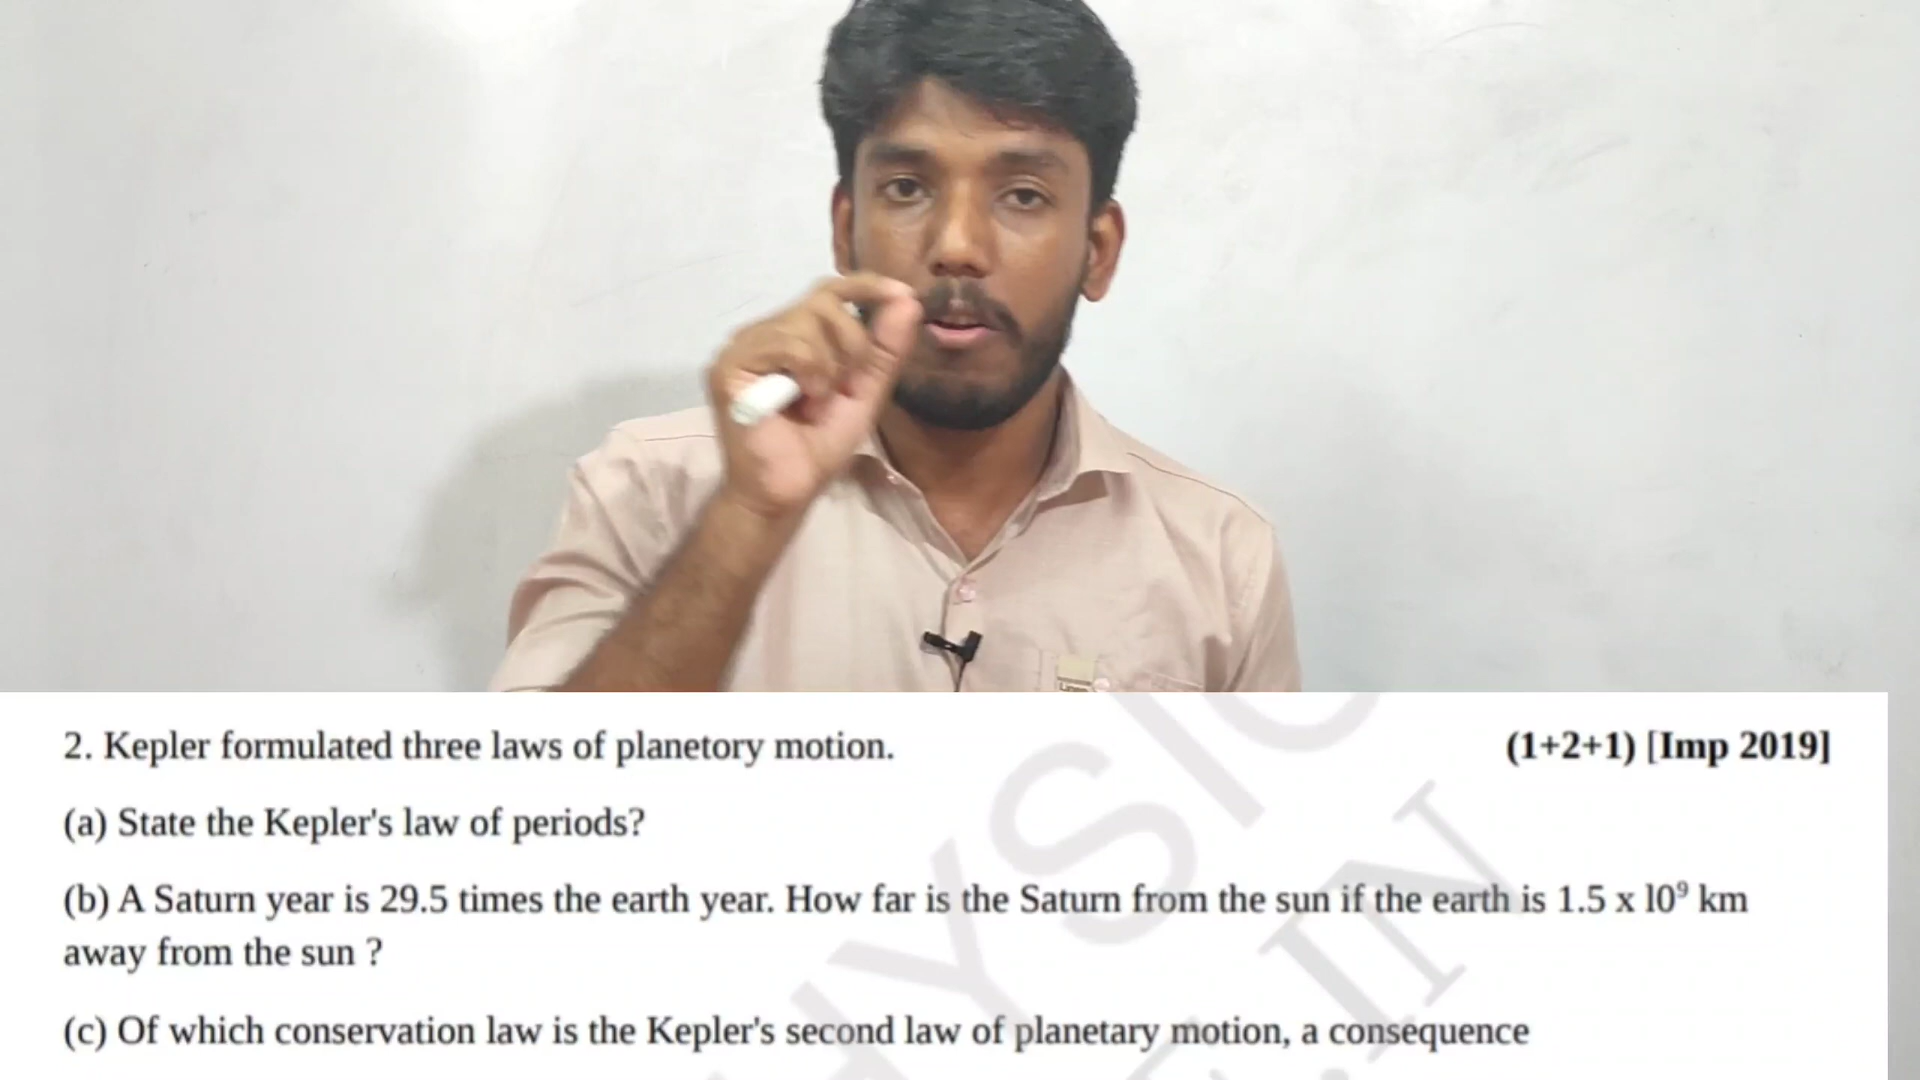 2. Kepler formulated three laws of planetory motion. (1+2+1) [Imp 2019]
(a) State the Kepler's law of periods?
(b) A Saturn year is 29.5 times the earth year. How far is the Saturn from the sun if the earth is 1.5 x l0⁹ km
away from the sun ?
(c) Of which conservation law is the Kepler's second law of planetary motion, a consequence